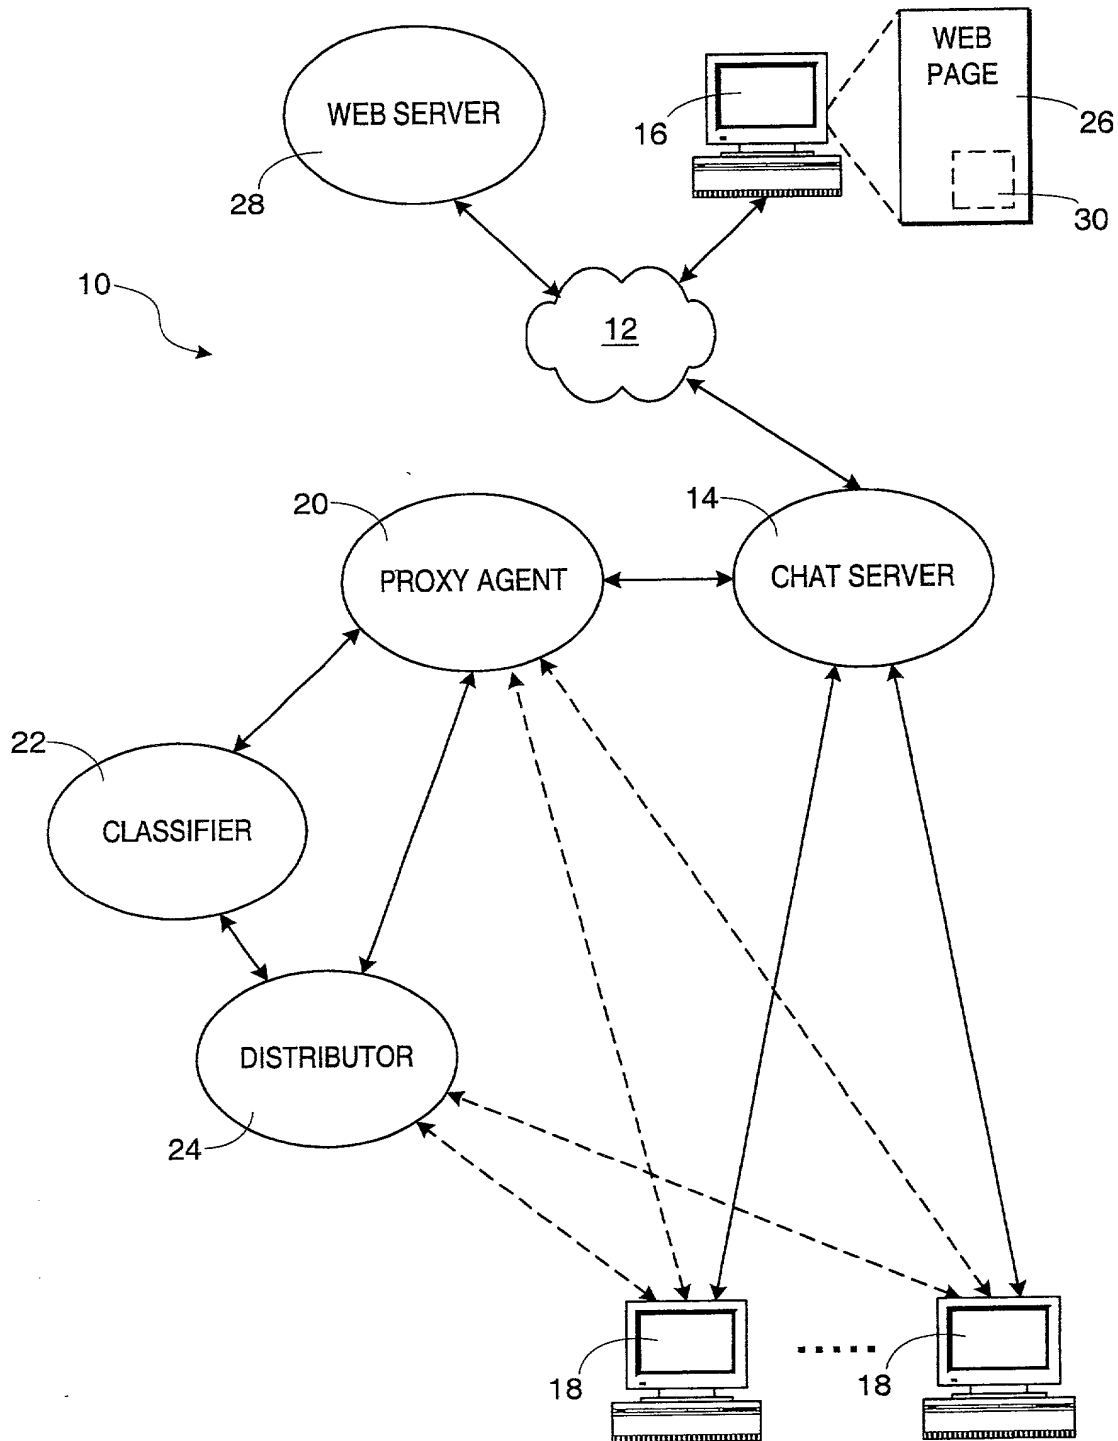 WEB SERVER
28
16
WEB
PAGE
26
30
10
12
20
PROXY AGENT
14
CHAT SERVER
22
CLASSIFIER
DISTRIBUTOR
24
18
18